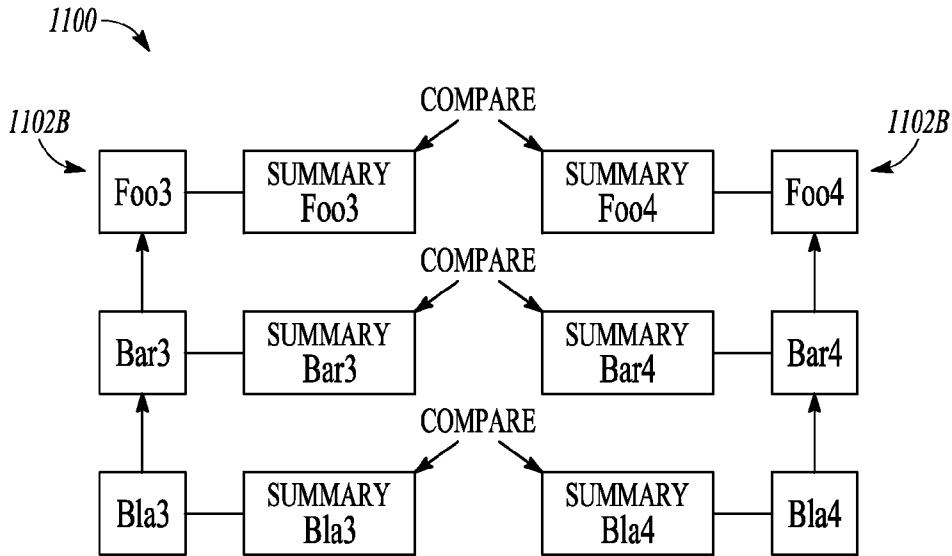 1100
COMPARE
1102B
1102B
Foo3
SUMMARY
Foo3
SUMMARY
Foo4
Foo4
COMPARE
Bar3
SUMMARY
Bar3
SUMMARY
Bar4
Bar4
COMPARE
Bla3
SUMMARY
Bla3
SUMMARY
Bla4
Bla4